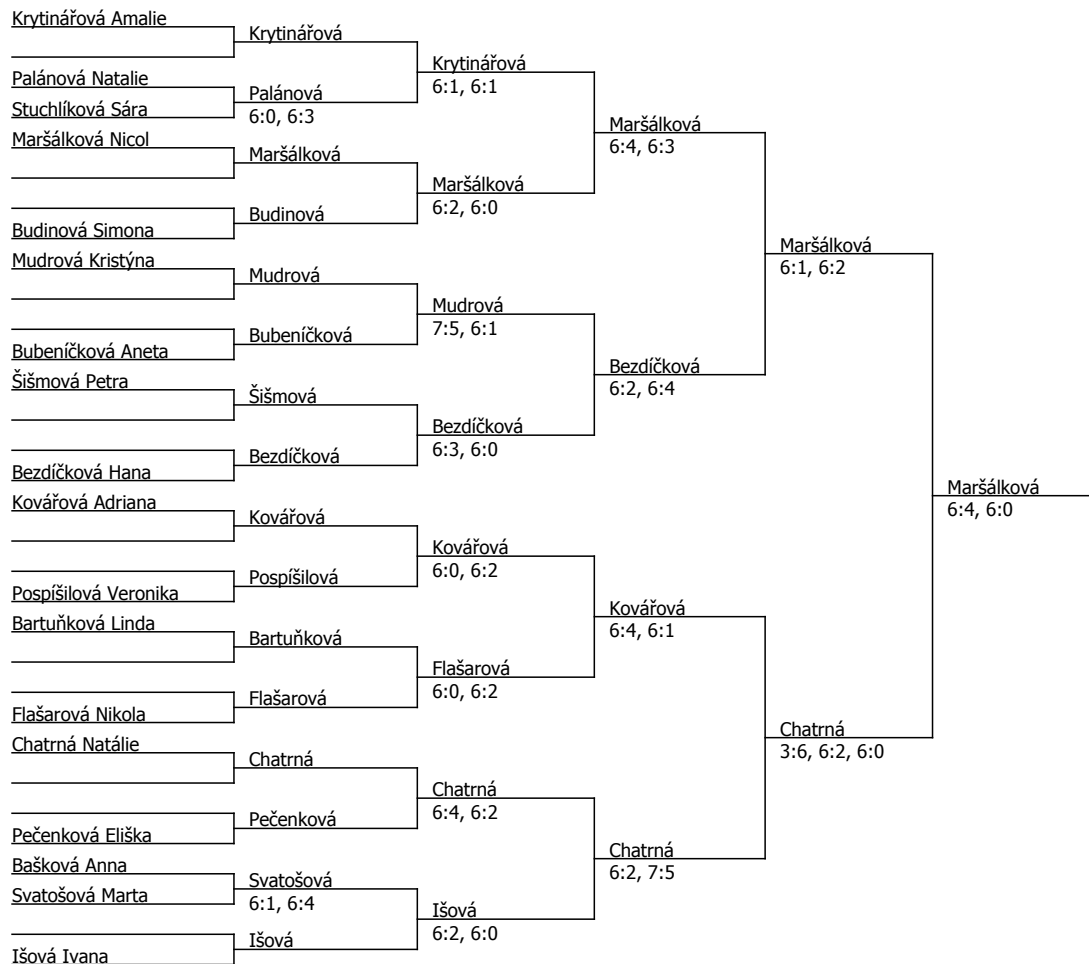 Krytinářová Amalie
Palánová Natalie
Stuchlíková Sára
Maršálková Nicol
Budinová Simona
Mudrová Kristýna
Bubeníčková Aneta
Šišmová Petra
Bezdíčková Hana
Kovářová Adriana
Pospíšilová Veronika
Bartuňková Linda
Flašarová Nikola
Chatrná Natálie
Pečenková Eliška
Bašková Anna
Svatošová Marta
Išová Ivana
Krytinářová
Palánová
6:0, 6:3
Maršálková
Budinová
Mudrová
Bubeníčková
Šišmová
Bezdíčková
Kovářová
Pospíšilová
Bartuňková
Flašarová
Chatrná
Pečenková
Svatošová
6:1, 6:4
Išová
Krytinářová
6:1, 6:1
Maršálková
6:2, 6:0
Mudrová
7:5, 6:1
Bezdíčková
6:3, 6:0
Kovářová
6:0, 6:2
Flašarová
6:0, 6:2
Chatrná
6:4, 6:2
Išová
6:2, 6:0
Maršálková
6:4, 6:3
Bezdíčková
6:2, 6:4
Kovářová
6:4, 6:1
Chatrná
6:2, 7:5
Maršálková
6:1, 6:2
Chatrná
3:6, 6:2, 6:0
Maršálková
6:4, 6:0